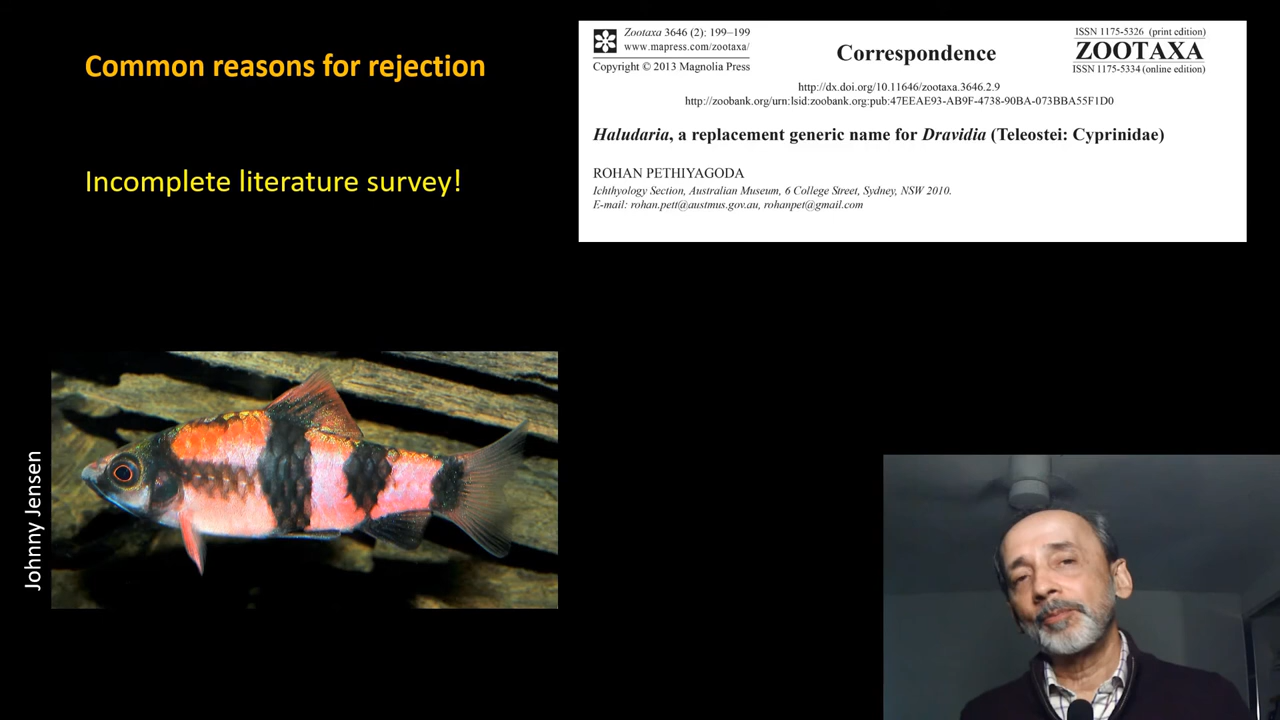 Common reasons for rejection
Incomplete literature survey!
Zootaxa 3646 (2): 199–199
www.mapress.com/zootaxa/
Copyright © 2013 Magnolia Press
Correspondence
ISSN 1175-5326 (print edition)
ZOOTAXA
ISSN 1175-5334 (online edition)
http://dx.doi.org/10.11646/zootaxa.3646.2.9
http://zoobank.org/urn:lsid:zoobank.org:pub:47EEAE93-AB9F-4738-90BA-073BBA55F1D0
Haludaria, a replacement generic name for Dravidia (Teleostei: Cyprinidae)
ROHAN PETHIYAGODA
Ichthyology Section, Australian Museum, 6 College Street, Sydney, NSW 2010.
E-mail: rohan.pett@austmus.gov.au, rohanpet@gmail.com
Johnny Jensen